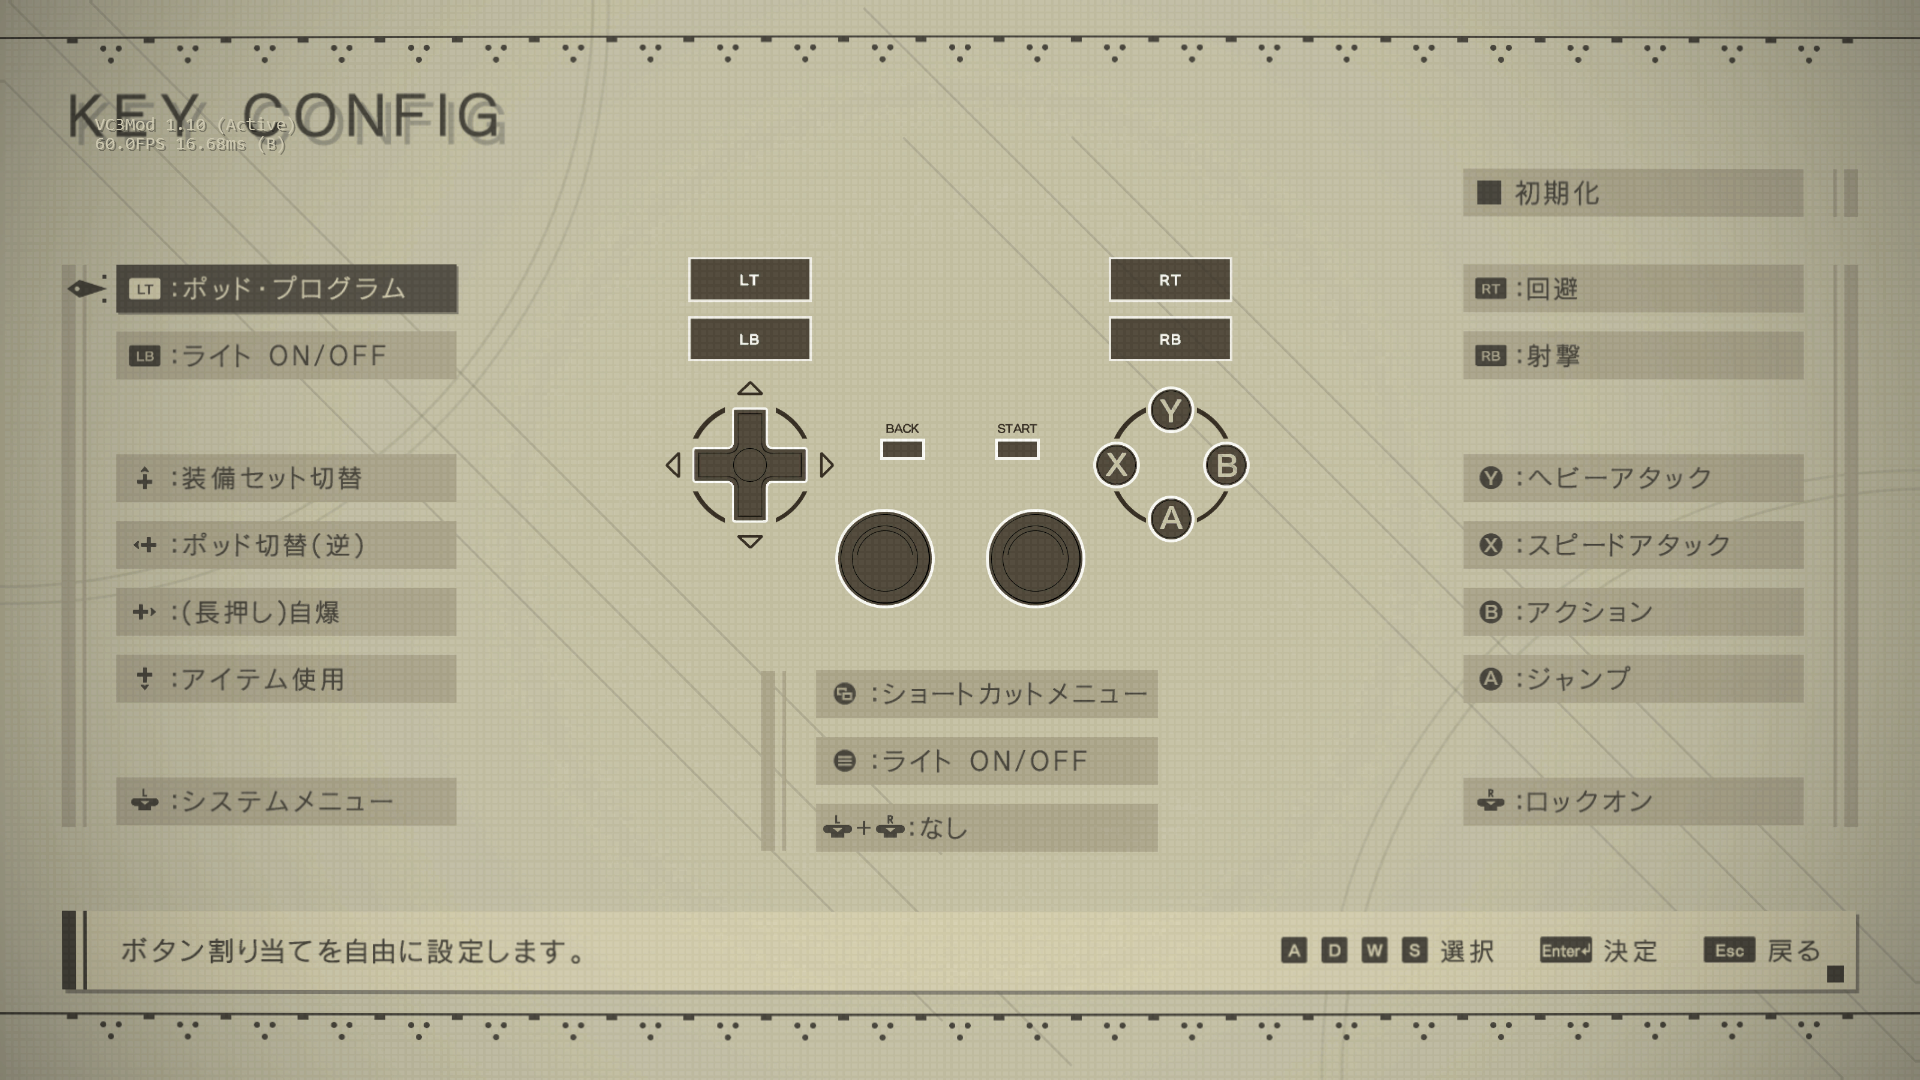 KEY CONFIG
VC3Mod 1.10 (Active)
60.0FPS 16.68ms (B)
初期化
LT :ポッド・プログラム
LB :ライト ON/OFF
:装備セット切替
:ポッド切替(逆)
:(長押し)自爆
:アイテム使用
L :システムメニュー
LT
LB
RT
RB
BACK
START
Y
X
B
A
:ショートカットメニュー
:ライト ON/OFF
L + R :なし
RT :回避
RB :射撃
Y :ヘビーアタック
X :スピードアタック
B :アクション
A :ジャンプ
R :ロックオン
ボタン割り当てを自由に設定します。
A D W S 選択 Enter↲ 決定 Esc 戻る